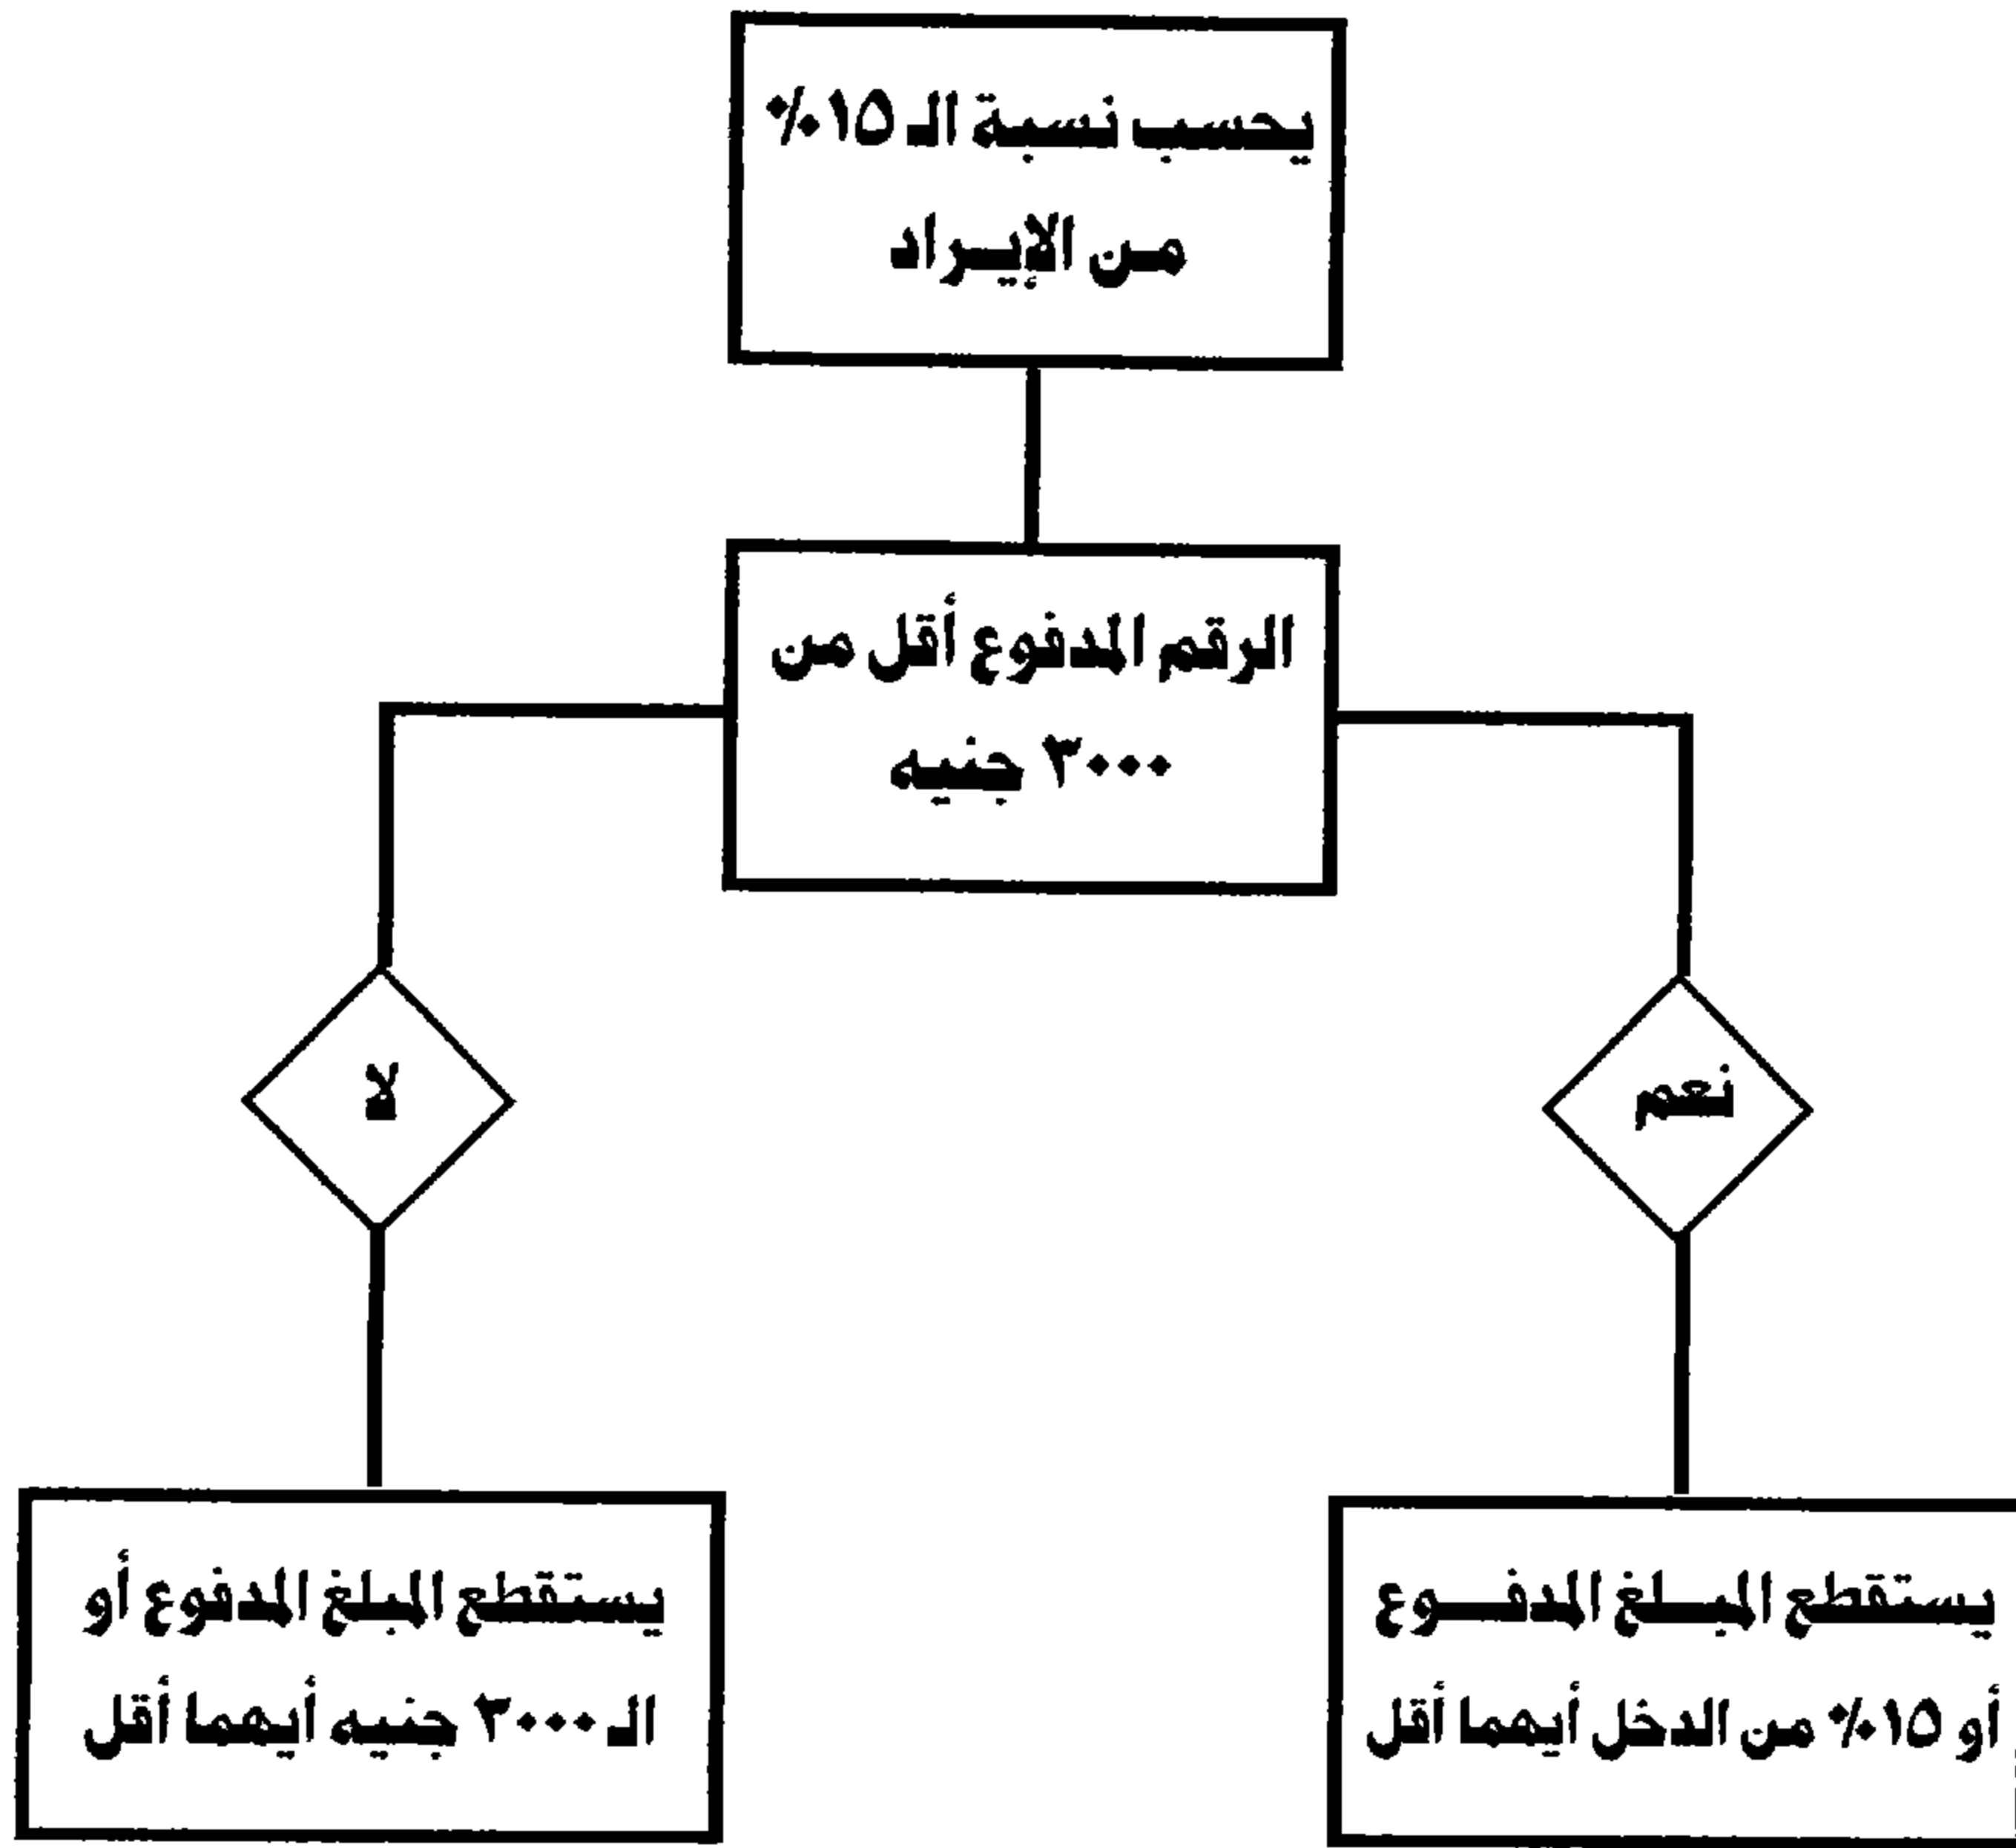 يحسب نسبة الـ ١٥٪
من الإيراد
الرقم المدفوع أقل من
٣٠٠٠ جنيه
نعم
لا
يستقطع المبلغ المدفوع
أو ١٥٪ من الدخل أيهما أقل
يستقطع المبلغ المدفوع أو
الـ ٣٠٠٠ جنيه أيهما أقل